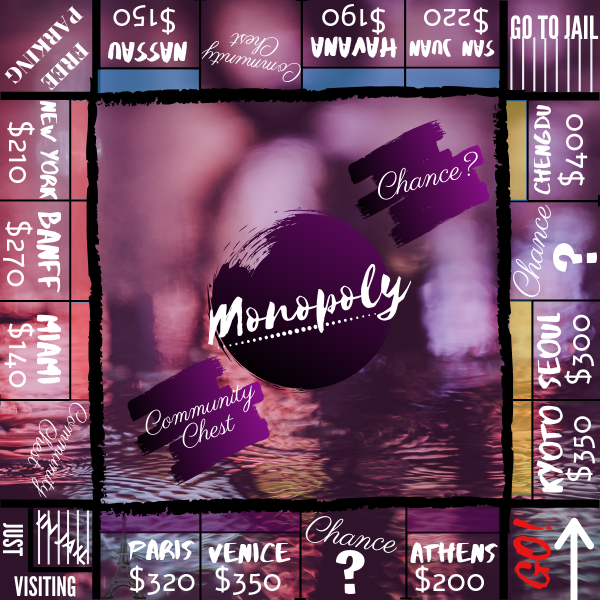 FREE
PARKING
$150
NASSAU
Community
Chest
$190
HAVANA
$220
SAN JUAN
GO TO JAIL
NEW YORK
$210
BANFF
$270
MIAMI
$140
Community
Chest
CHENGDU
$400
Chance
?
SEOUL
$300
KYOTO
$350
Chance?
Monopoly
Community
Chest
JUST
VISITING
PARIS
$320
VENICE
$350
Chance
?
ATHENS
$200
GO!